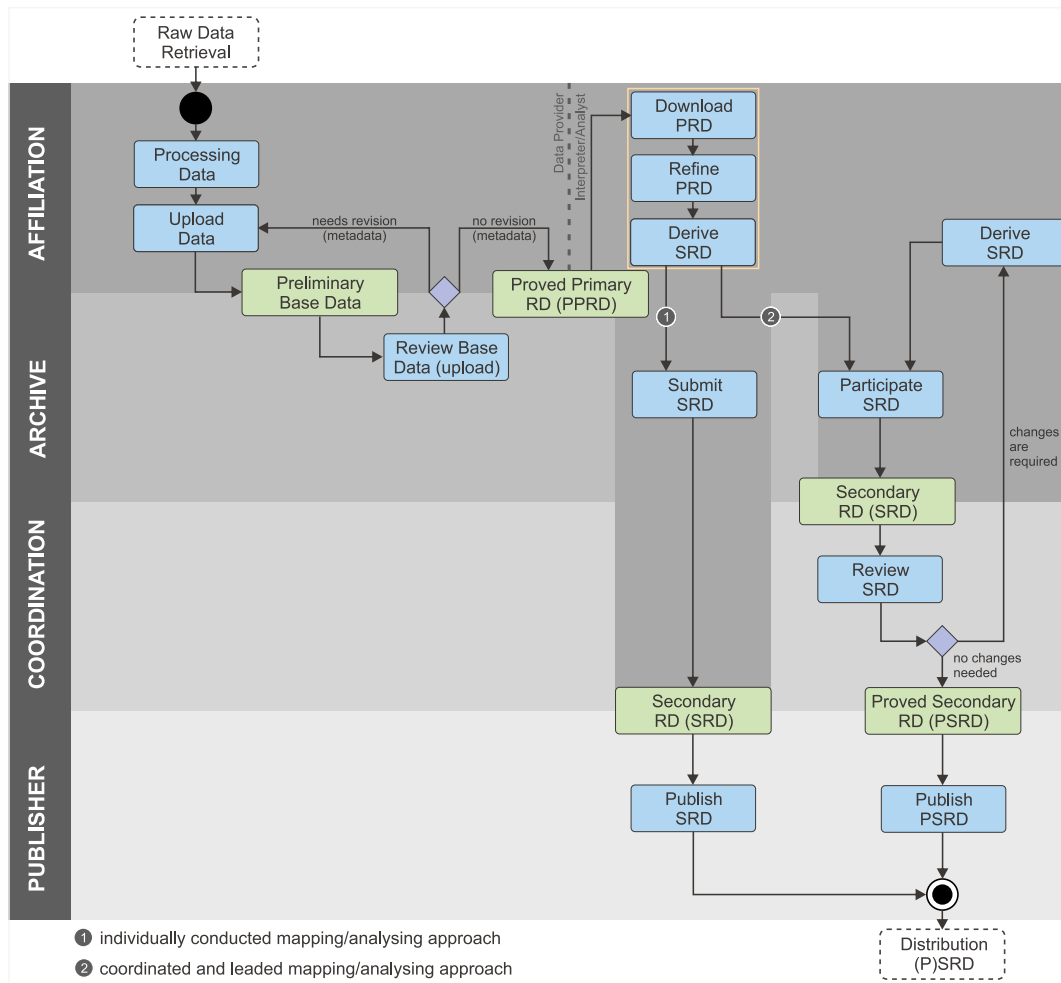 Raw Data
Retrieval
AFFILIATION
Data Provider
Interpreter/Analyst
Processing
Data
Upload
Data
needs revision
(metadata)
no revision
(metadata)
Preliminary
Base Data
Proved Primary
RD (PPRD)
Download
PRD
Refine
PRD
Derive
SRD
Derive
SRD
ARCHIVE
Review Base
Data (upload)
1
2
Submit
SRD
Participate
SRD
changes
are
required
Secondary
RD (SRD)
COORDINATION
Review
SRD
no changes
needed
Secondary
RD (SRD)
Proved Secondary
RD (PSRD)
PUBLISHER
Publish
SRD
Publish
PSRD
1 individually conducted mapping/analysing approach
2 coordinated and leaded mapping/analysing approach
Distribution
(P)SRD